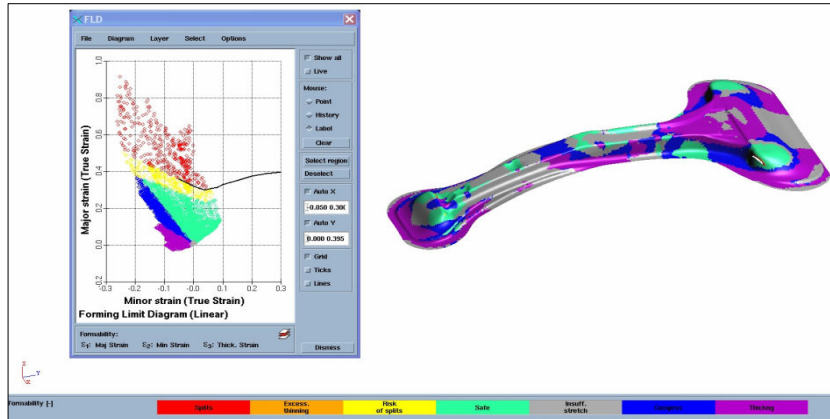 FLD
File Diagram Layer Select Options
Show all
Live
Mouse:
Point
History
Label
Clear
Select region
Deselect
Auto X
-0.050 0.300
Auto Y
0.000 0.395
Grid
Ticks
Lines
Dismiss
Major strain (True Strain)
1.0
0.8
0.6
0.4
0.2
0.0
-0.2
-0.3 -0.2 -0.1 -0.0 0.1 0.2 0.3
Minor strain (True Strain)
Forming Limit Diagram (Linear)
Formability:
ε1: Maj Strain ε2: Min Strain ε3: Thick. Strain
Z
Y
X
Formability [-]
Splits
Excess. thinning
Risk of splits
Safe
Insuff. stretch